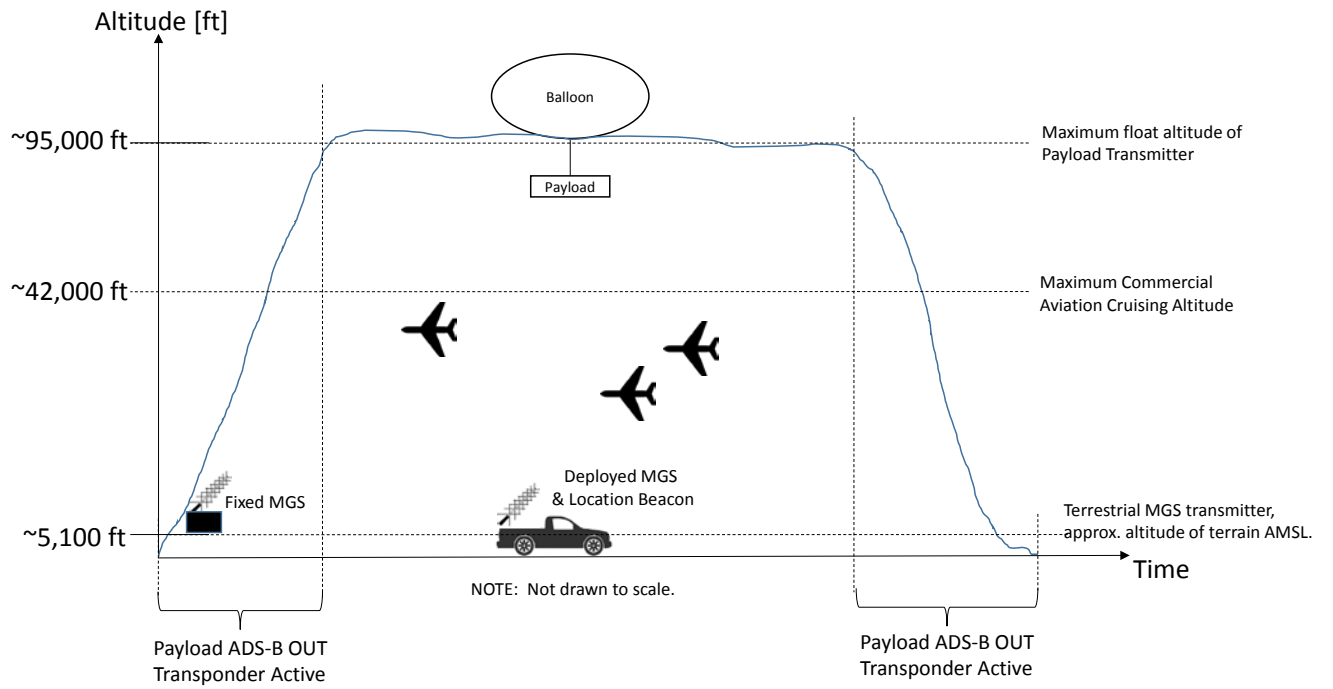 Altitude [ft]
Balloon
~95,000 ft
Maximum float altitude of
Payload Transmitter
Payload
~42,000 ft
Maximum Commercial
Aviation Cruising Altitude
Fixed MGS
Deployed MGS
& Location Beacon
~5,100 ft
Terrestrial MGS transmitter,
approx. altitude of terrain AMSL.
Time
NOTE:  Not drawn to scale.
Payload ADS-B OUT
Transponder Active
Payload ADS-B OUT
Transponder Active